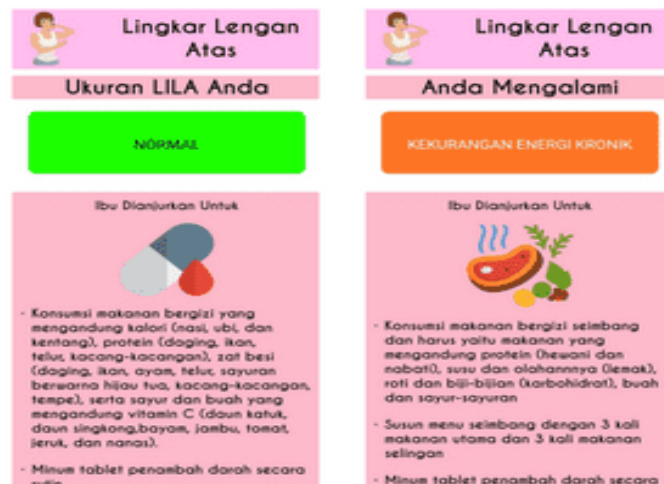 Lingkar Lengan
Atas
Ukuran LILA Anda
NORMAL
Ibu Dianjurkan Untuk
- Konsumsi makanan bergizi yang
mengandung kalori (nasi, ubi, dan
kentang), protein (daging, ikan,
telur, kacang-kacangan), zat besi
(daging, ikan, ayam, telur, sayuran
berwarna hijau tua, kacang-kacangan,
tempe), serta sayur dan buah yang
mengandung vitamin C (daun katuk,
daun singkong,bayam, jambu, tomat,
jeruk, dan nanas).
- Minum tablet penambah darah secara
Lingkar Lengan
Atas
Anda Mengalami
KEKURANGAN ENERGI KRONIK
Ibu Dianjurkan Untuk
- Konsumsi makanan bergizi seimbang
dan harus yaitu makanan yang
mengandung protein (hewani dan
nabati), susu dan olahannya (lemak),
roti dan biji-bijian (karbohidrat), buah
dan sayur-sayuran
- Susun menu seimbang dengan 3 kali
makanan utama dan 3 kali makanan
selingan
- Minum tablet penambah darah secara